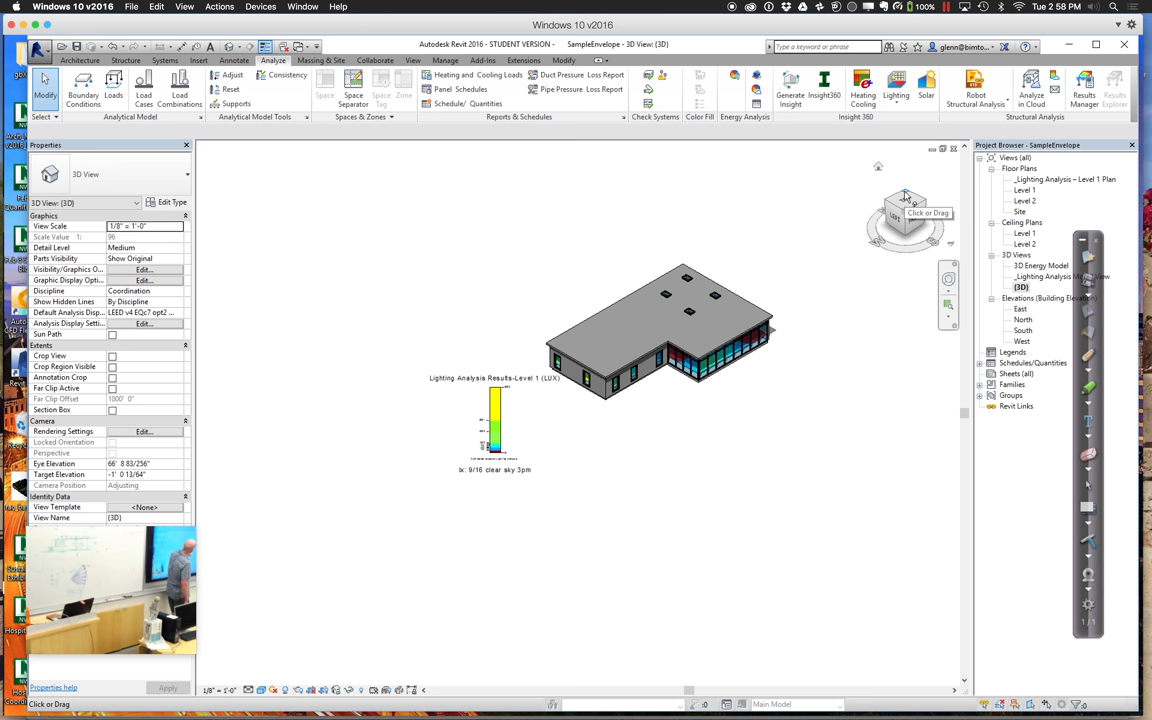 Windows 10 v2016 File Edit View Actions Devices Window Help 100% Tue 2 58 PM
Windows 10 v2016
Autodesk Revit 2016 - STUDENT VERSION - SampleEnvelope - 3D View: {3D}
Type a keyword or phrase
glenn@bimto...
Architecture Structure Systems Insert Annotate Analyze Massing & Site Collaborate View Manage Add-Ins Extensions Modify
Modify
Select
Boundary Conditions
Loads
Load Cases
Load Combinations
Analytical Model
Adjust
Reset
Supports
Consistency
Analytical Model Tools
Space
Space Separator
Space Tag
Zone
Spaces & Zones
Heating and Cooling Loads
Panel Schedules
Schedule/ Quantities
Duct Pressure Loss Report
Pipe Pressure Loss Report
Reports & Schedules
Check Systems
Color Fill
Energy Analysis
Generate Insight
Insight360
Heating Cooling
Lighting
Solar
Insight 360
Robot Structural Analysis
Analyze in Cloud
Results Manager
Results Explorer
Structural Analysis
Properties
3D View
3D View: {3D}
Edit Type
Graphics
View Scale 1/8" = 1'-0"
Scale Value 1: 96
Detail Level Medium
Parts Visibility Show Original
Visibility/Graphics O... Edit...
Graphic Display Opti... Edit...
Discipline Coordination
Show Hidden Lines By Discipline
Default Analysis Disp... LEED v4 EQc7 opt2 ...
Analysis Display Setti... Edit...
Sun Path
Extents
Crop View
Crop Region Visible
Annotation Crop
Far Clip Active
Far Clip Offset 1000' 0"
Section Box
Camera
Rendering Settings Edit...
Locked Orientation
Perspective
Eye Elevation 66' 8 83/256"
Target Elevation -1' 0 13/64"
Camera Position Adjusting
Identity Data
View Template <None>
View Name {3D}
Properties help
Apply
Lighting Analysis Results-Level 1 (LUX)
lx: 9/16 clear sky 3pm
LEFT
Click or Drag
Project Browser - SampleEnvelope
Views (all)
Floor Plans
_Lighting Analysis – Level 1 Plan
Level 1
Level 2
Site
Ceiling Plans
Level 1
Level 2
3D Views
3D Energy Model
{3D}
Elevations (Building Elevation)
East
North
South
West
Legends
Schedules/Quantities
Sheets (all)
Families
Groups
Revit Links
1 / 1
1/8" = 1'-0"
Click or Drag
:0
Main Model
:0